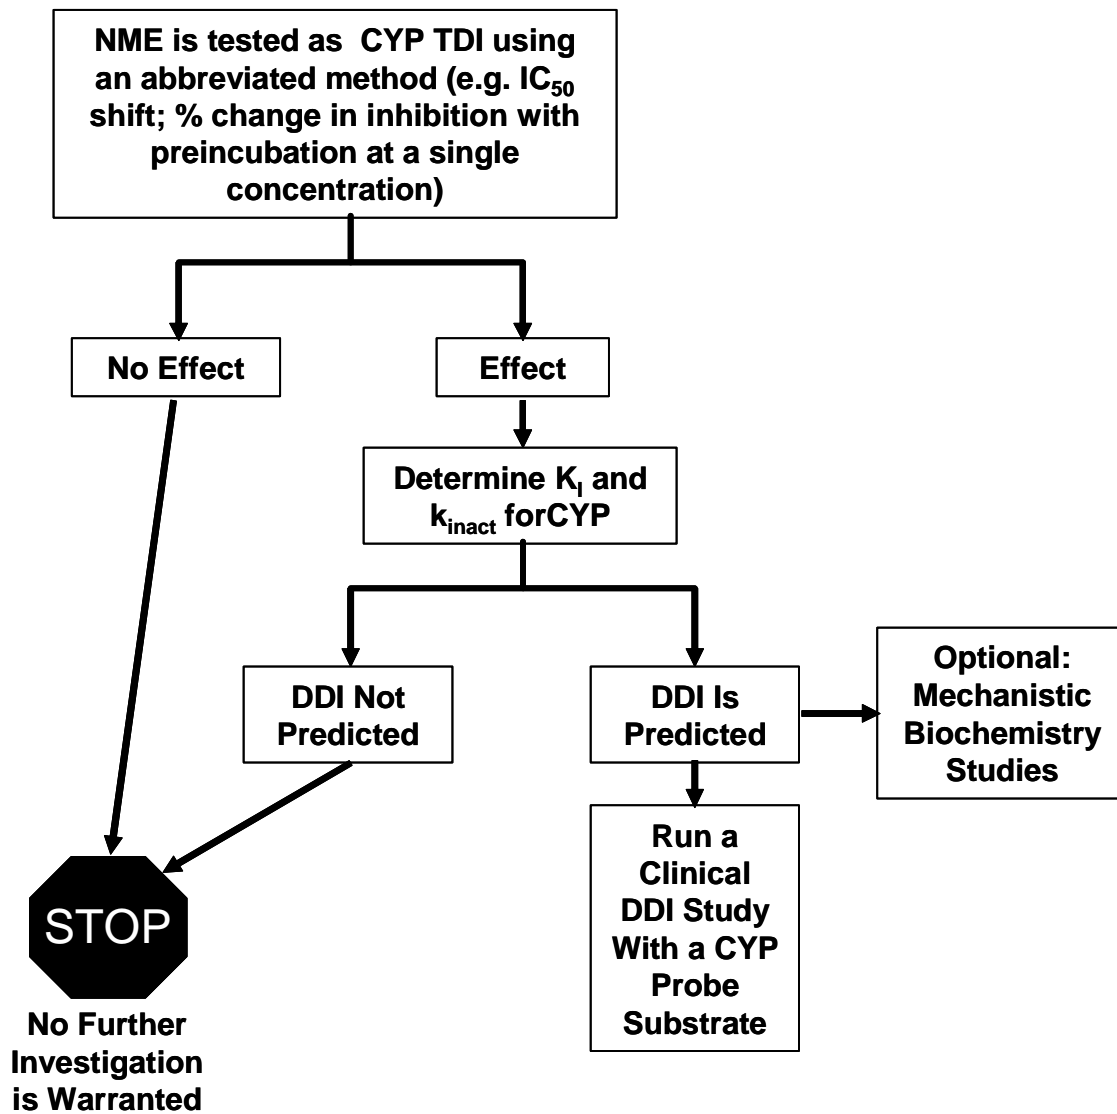 NME is tested as CYP TDI using
an abbreviated method (e.g. IC50
shift; % change in inhibition with
preincubation at a single
concentration)
No Effect
Effect
Determine KI and
kinact forCYP
DDI Not
Predicted
DDI Is
Predicted
Optional:
Mechanistic
Biochemistry
Studies
Run a
Clinical
DDI Study
With a CYP
Probe
Substrate
STOP
No Further
Investigation
is Warranted